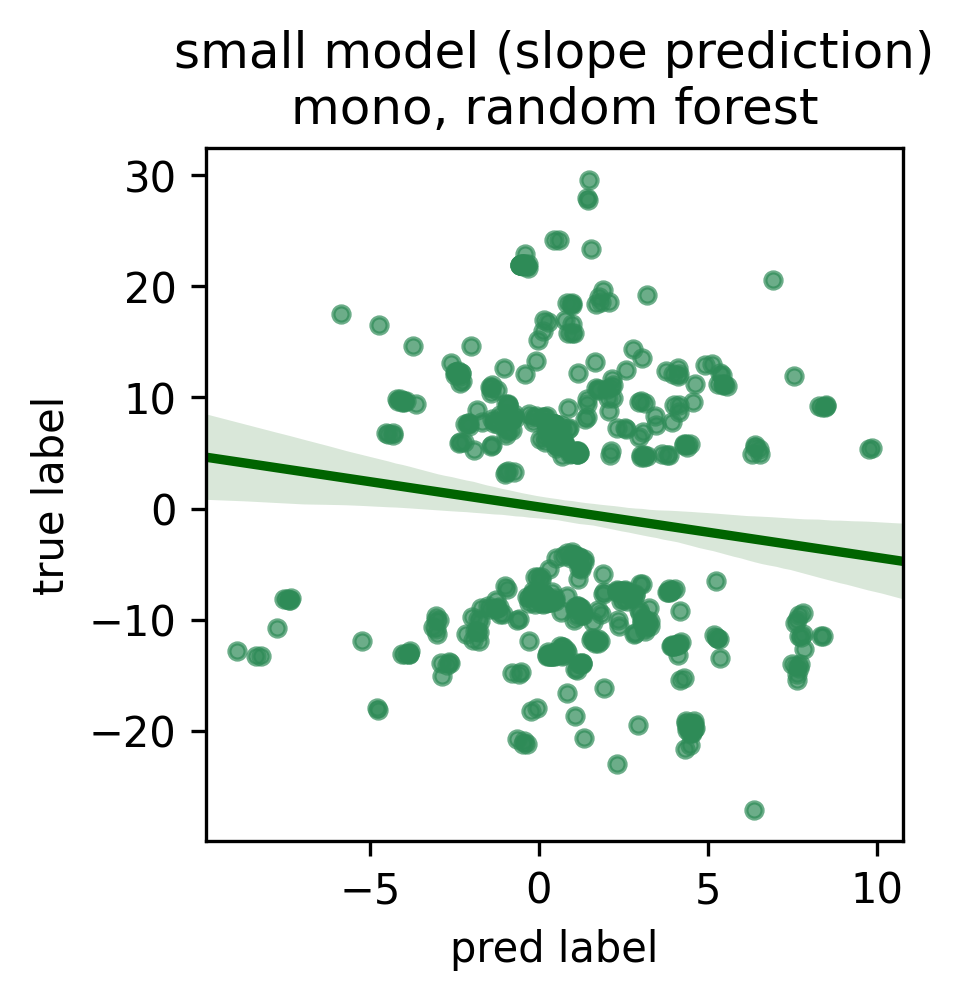 small model (slope prediction)
mono, random forest
30
20
10
0
−10
−20
true label
−5
0
5
10
pred label